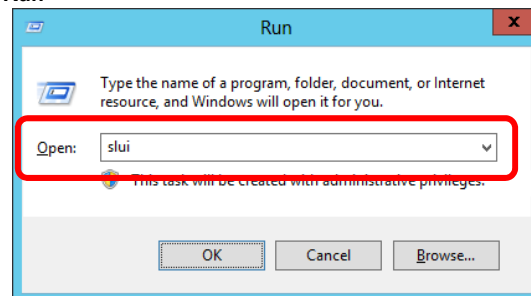 Run
Run
x
Type the name of a program, folder, document, or Internet
resource, and Windows will open it for you.
Open: slui
This task will be created with administrative privileges.
OK Cancel Browse...